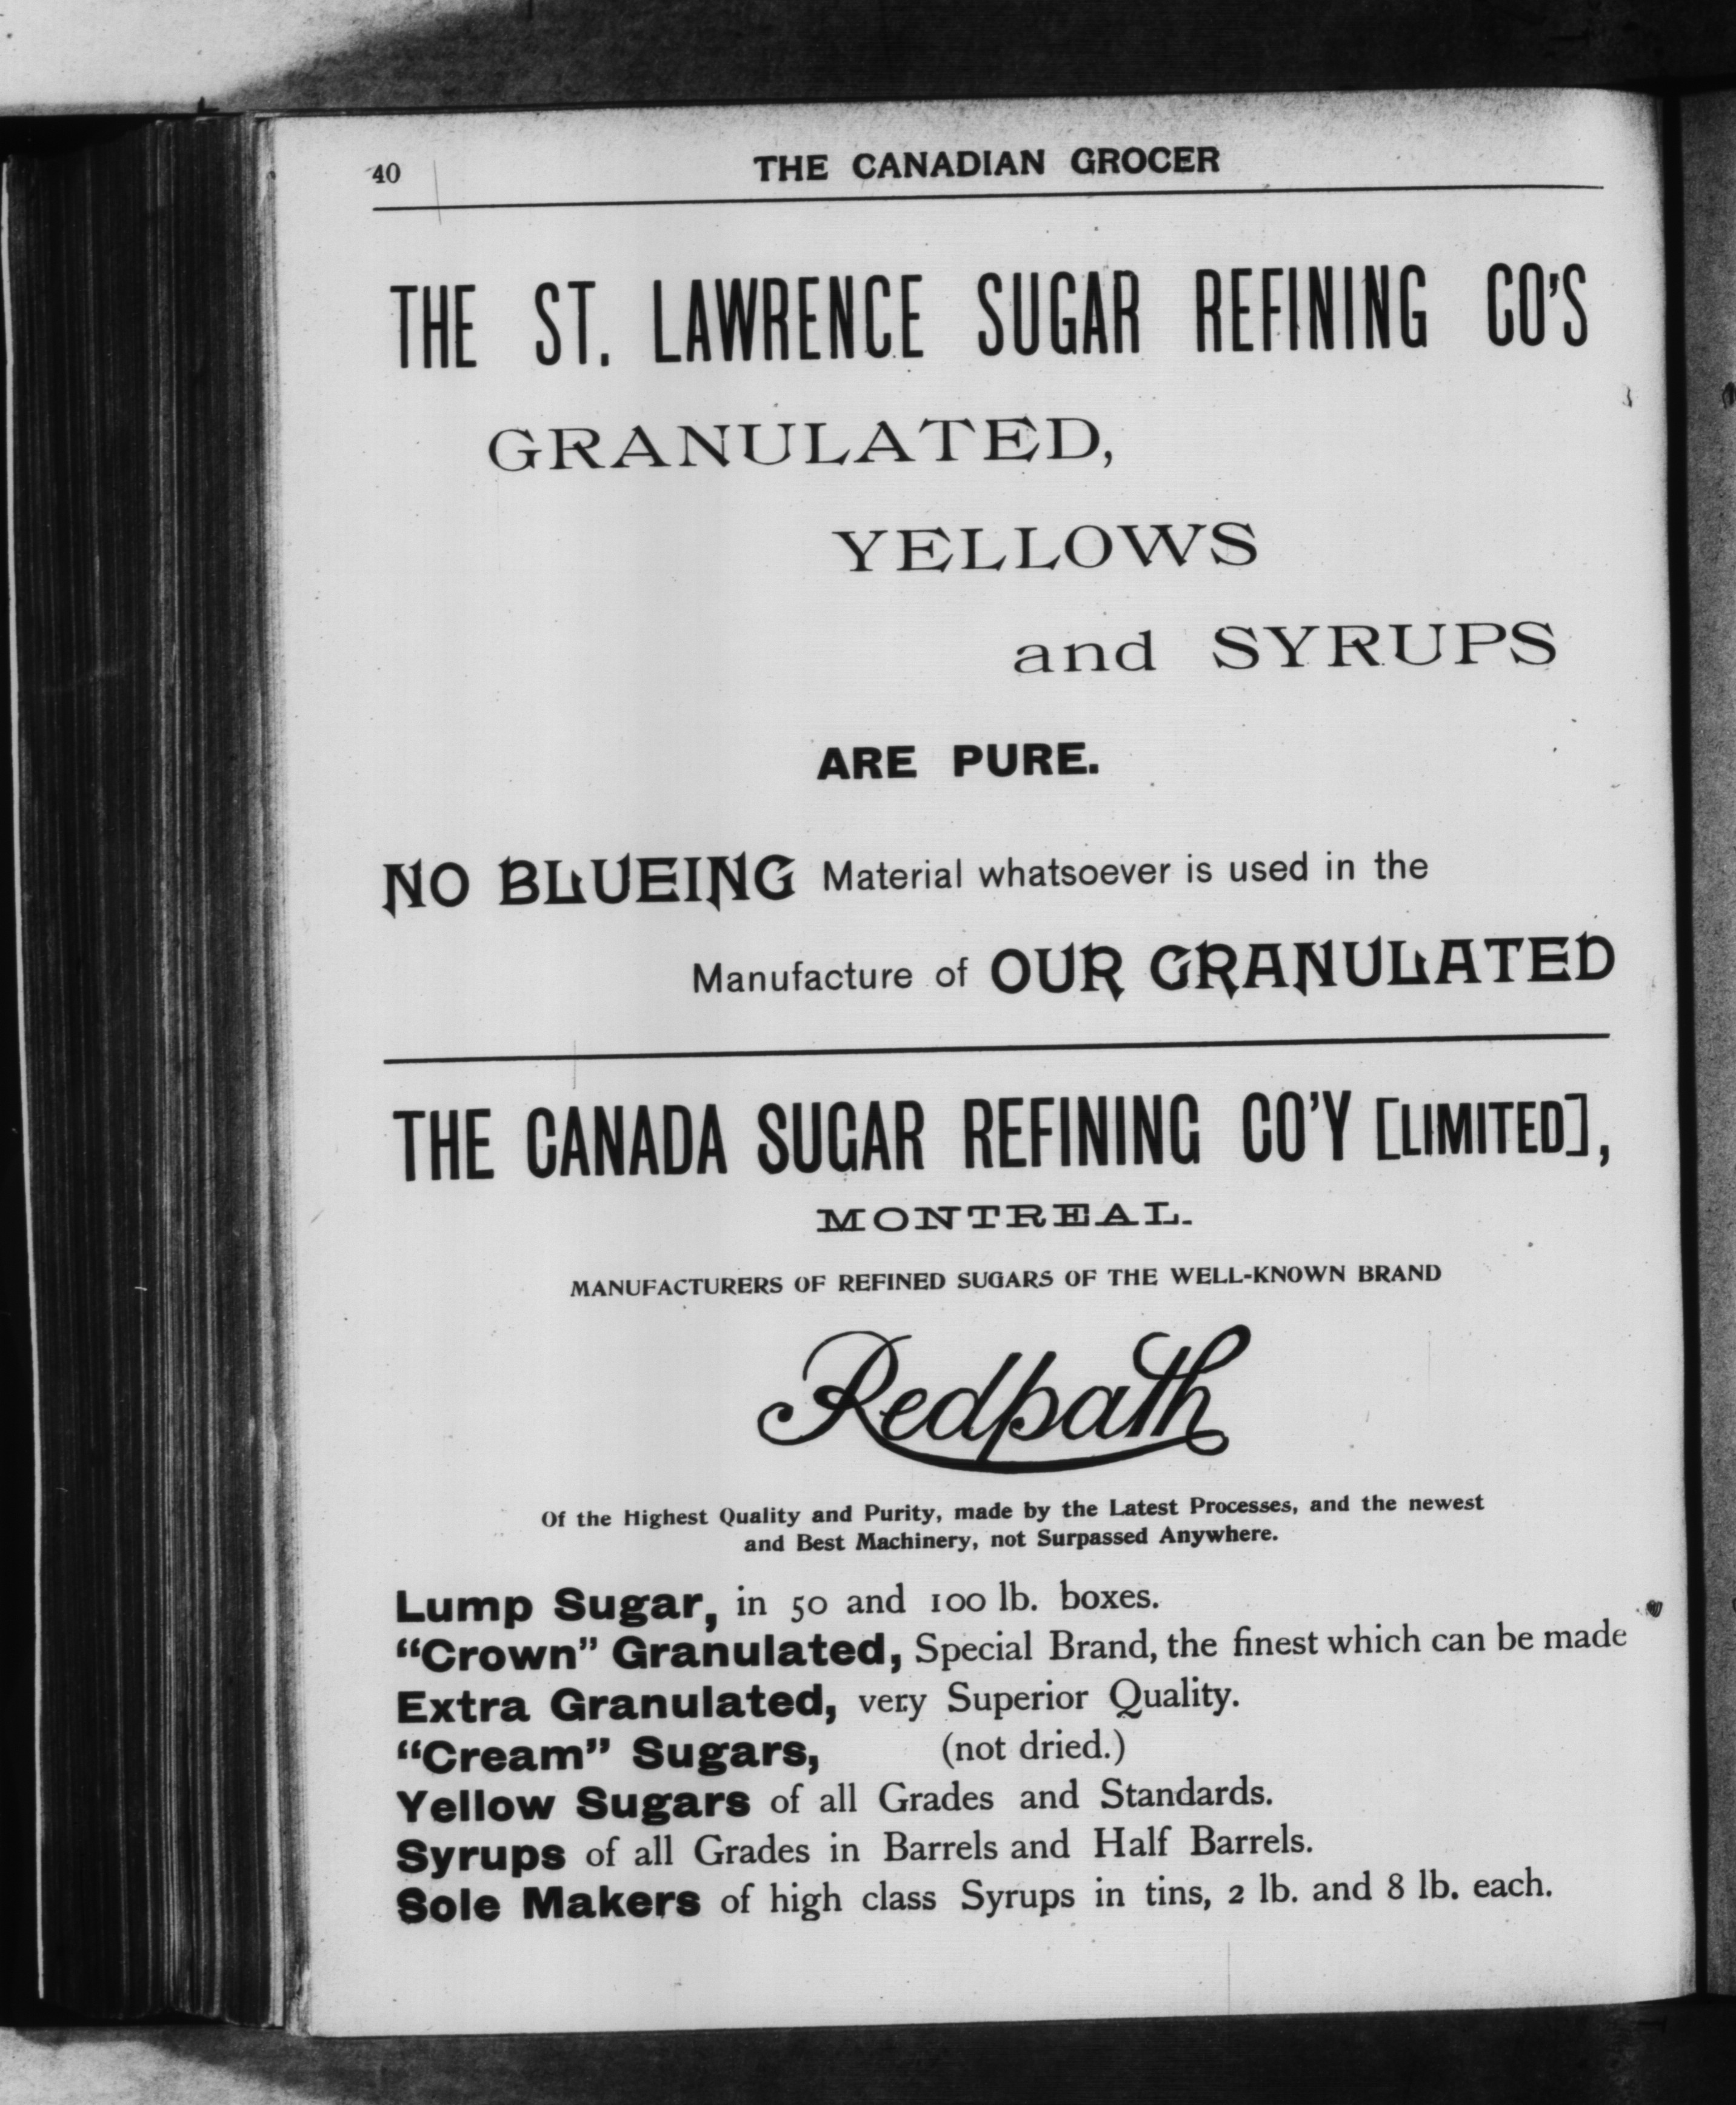 40
THE CANADIAN GROCER
THE ST. LAWRENCE SUGAR REFINING CO'S
GRANULATED,
YELLOWS
and SYRUPS
ARE PURE.
NO BLUEING Material whatsoever is used in the
Manufacture of OUR GRANULATED
THE CANADA SUGAR REFINING CO'Y [LIMITED],
MONTREAL.
MANUFACTURERS OF REFINED SUGARS OF THE WELL-KNOWN BRAND
Redpath
Of the Highest Quality and Purity, made by the Latest Processes, and the newest
and Best Machinery, not Surpassed Anywhere.
Lump Sugar, in 50 and 100 lb. boxes.
“Crown” Granulated, Special Brand, the finest which can be made
Extra Granulated, very Superior Quality.
“Cream” Sugars, (not dried.)
Yellow Sugars of all Grades and Standards.
Syrups of all Grades in Barrels and Half Barrels.
Sole Makers of high class Syrups in tins, 2 lb. and 8 lb. each.